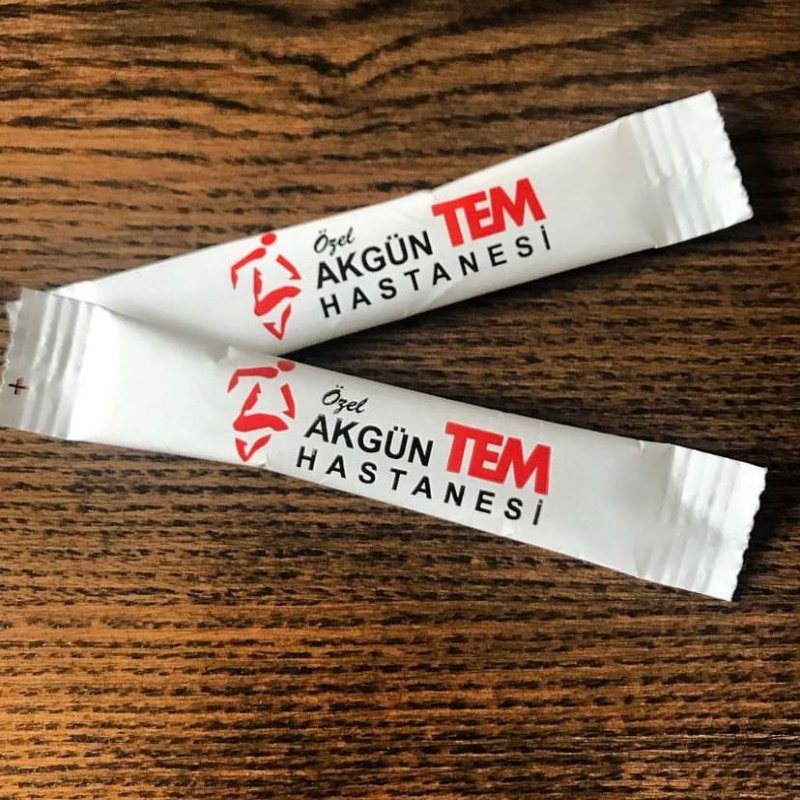 Özel
AKGÜN TEM
HASTANESİ
Özel
AKGÜN TEM
HASTANESİ